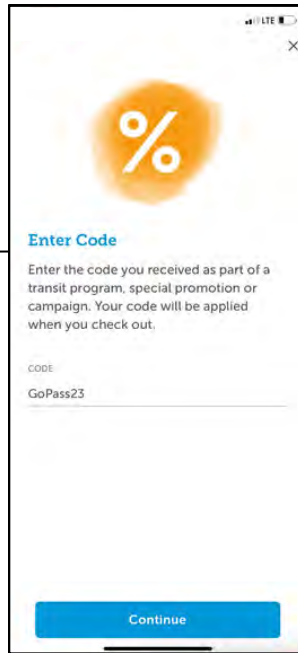 LTE
%
Enter Code
Enter the code you received as part of a
transit program, special promotion or
campaign. Your code will be applied
when you check out.
CODE
GoPass23
Continue